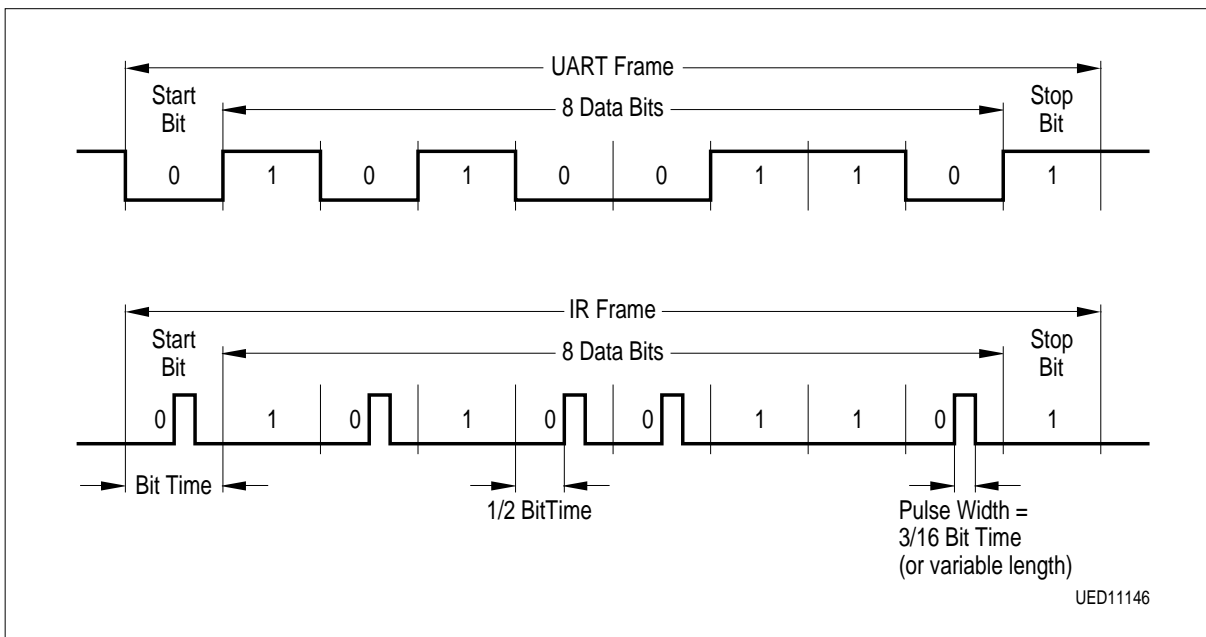 UART Frame
Start
Bit
8 Data Bits
Stop
Bit
0 1 0 1 0 0 1 1 0 1
IR Frame
Start
Bit
8 Data Bits
Stop
Bit
0 1 0 1 0 0 1 1 0 1
Bit Time
1/2 BitTime
Pulse Width =
3/16 Bit Time
(or variable length)
UED11146